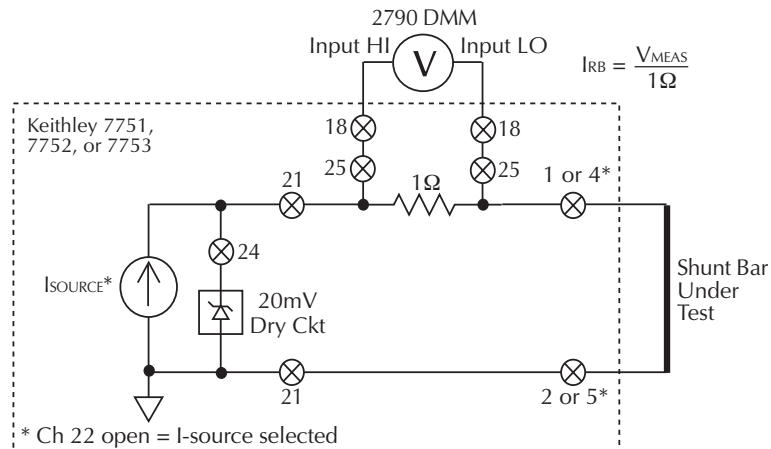 2790 DMM
Input HI
Input LO
V
IRB = VMEAS
1Ω
Keithley 7751,
7752, or 7753
18
18
25
25
21
1Ω
1 or 4*
24
ISOURCE*
20mV
Dry Ckt
Shunt Bar
Under
Test
21
2 or 5*
* Ch 22 open = I-source selected